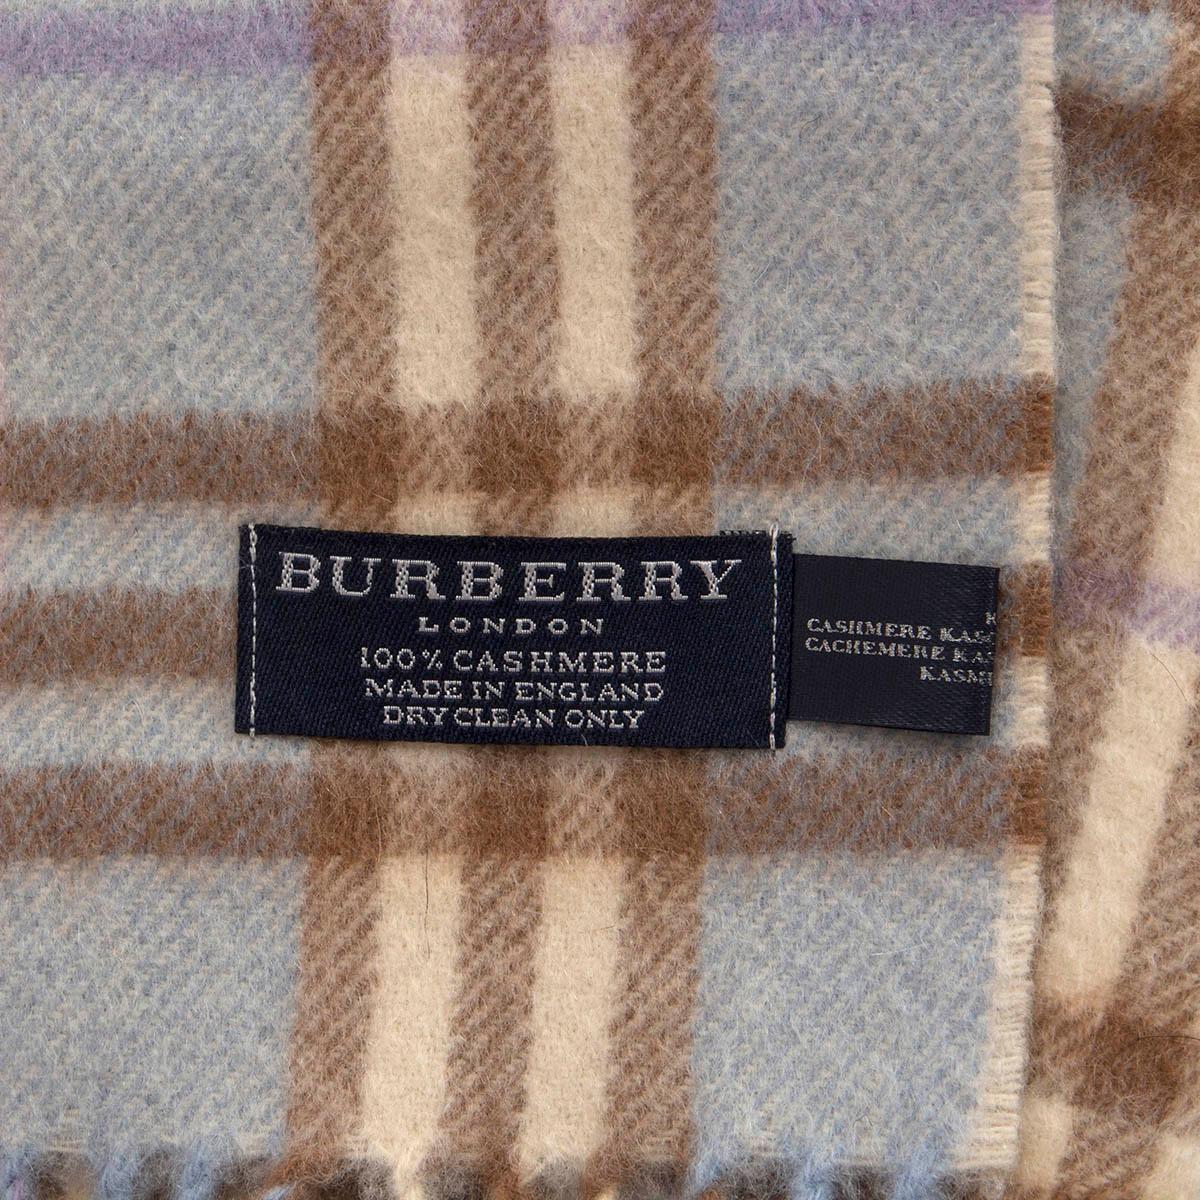 BURBERRY
LONDON
100% CASHMERE
MADE IN ENGLAND
DRY CLEAN ONLY
CASHMERE
CACHEMERE